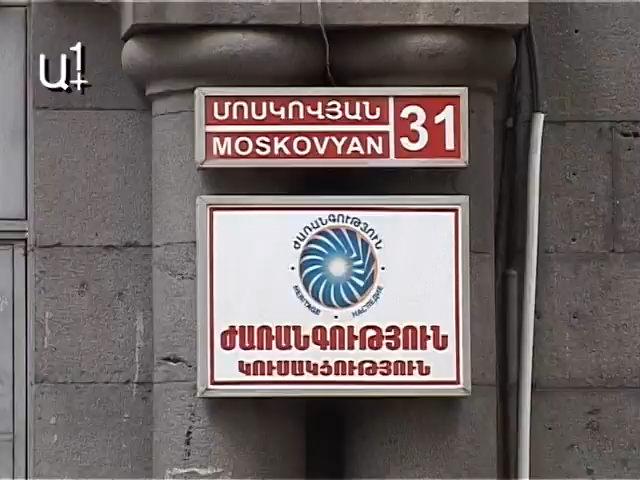 Ա1+
ՄՈՍԿՈՎՅԱՆ
MOSKOVYAN
31
ԺԱՌԱՆԳՈՒԹՅՈՒՆ
HERITAGE
НАСЛЕДИЕ
ԺԱՌԱՆԳՈՒԹՅՈՒՆ
ԿՈՒՍԱԿՑՈՒԹՅՈՒՆ